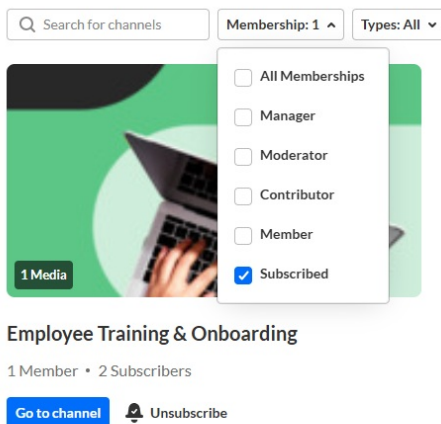 Search for channels
Membership: 1
Types: All
All Memberships
Manager
Moderator
Contributor
Member
Subscribed
1 Media
Employee Training & Onboarding
1 Member • 2 Subscribers
Go to channel
Unsubscribe